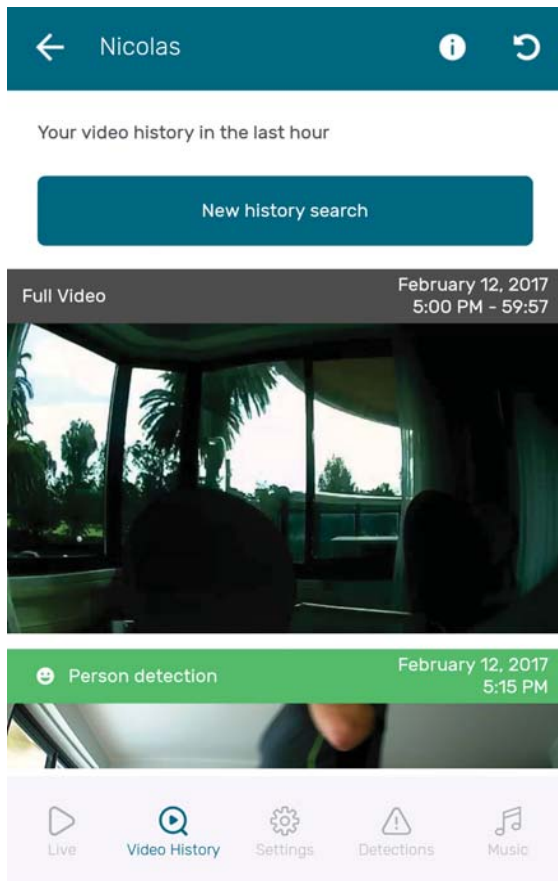 Nicolas
Your video history in the last hour
New history search
Full Video
February 12, 2017
5:00 PM - 59:57
Person detection
February 12, 2017
5:15 PM
Live
Video History
Settings
Detections
Music